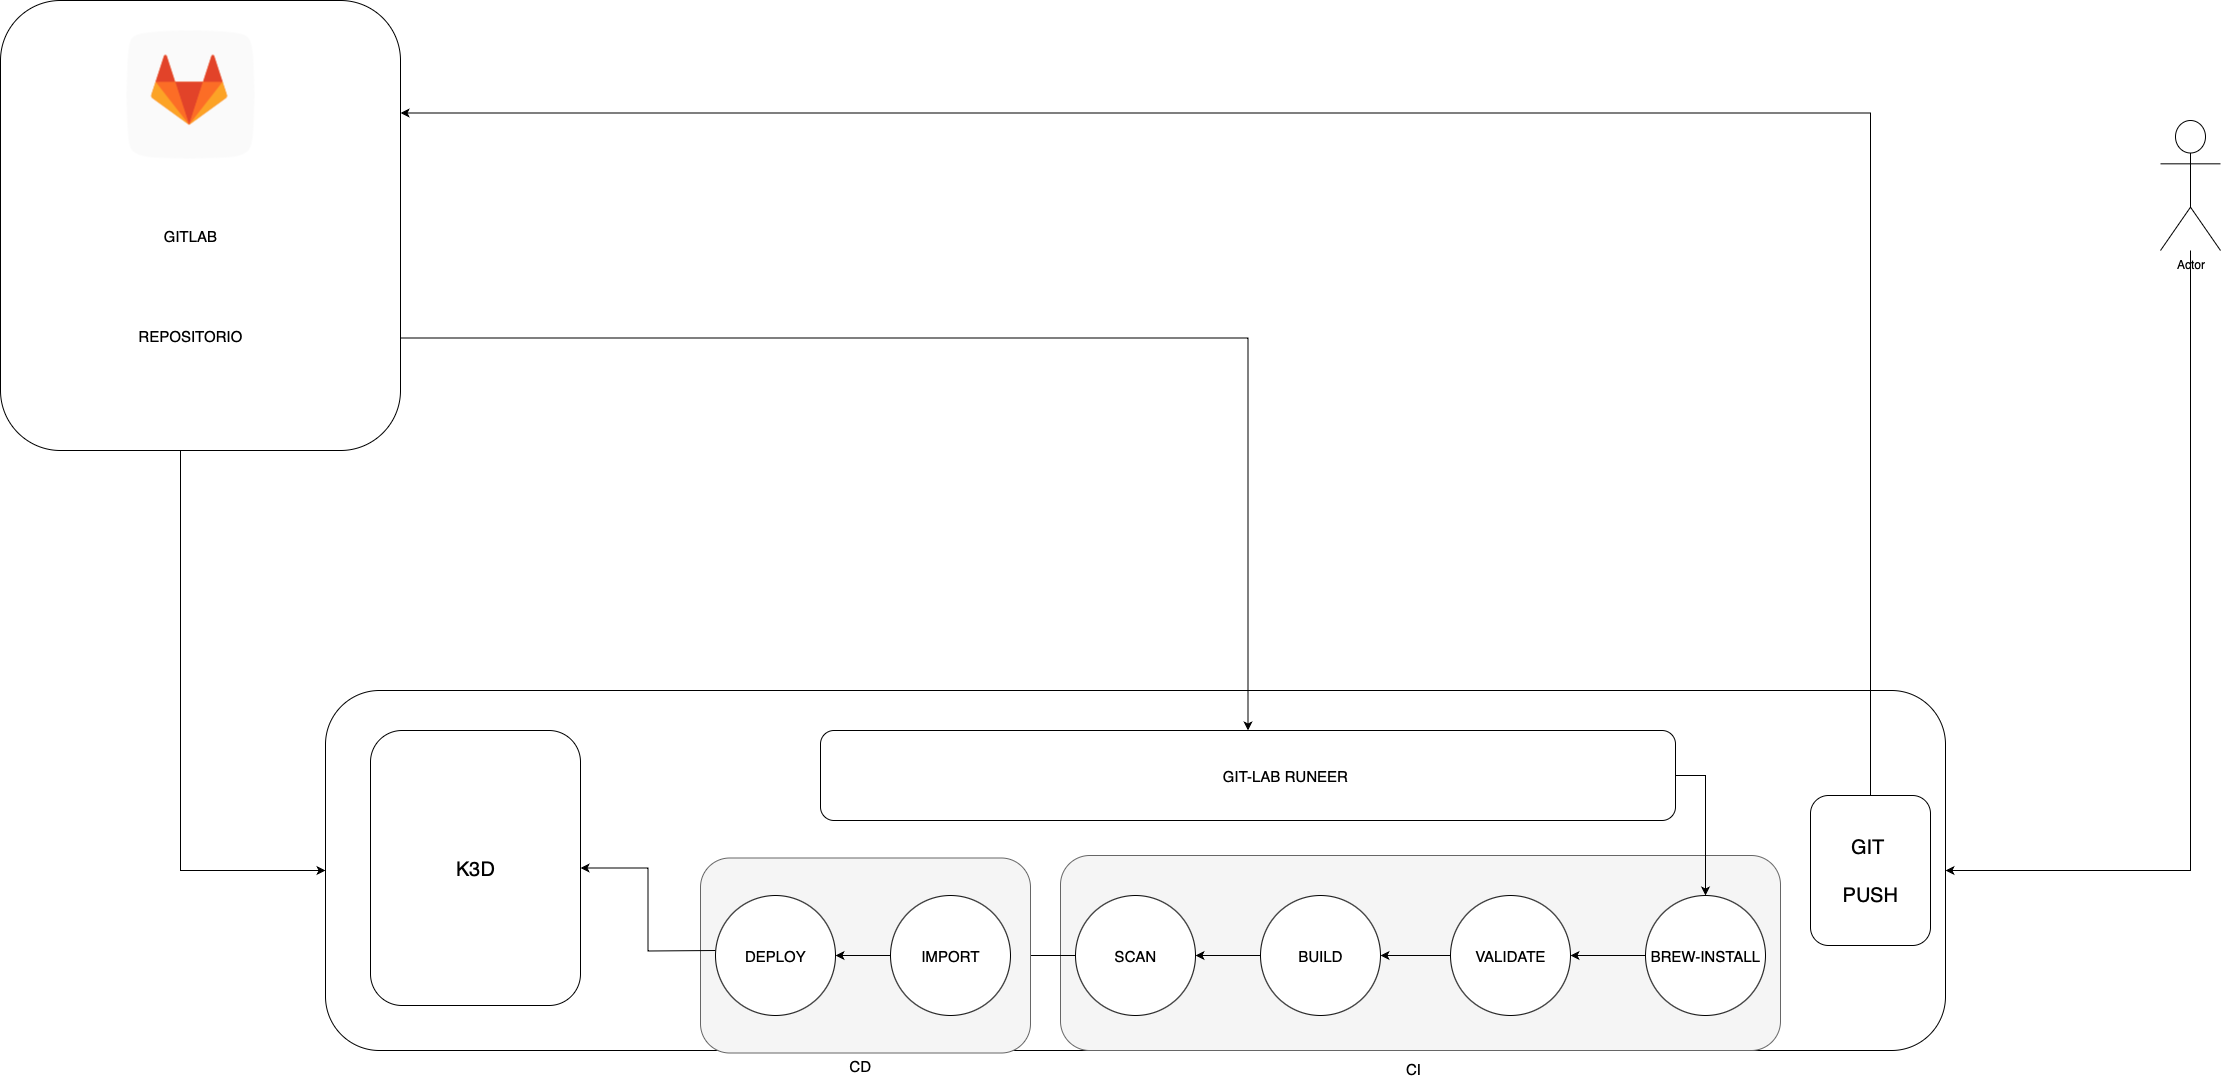 GITLAB
REPOSITORIO
Actor
GIT-LAB RUNEER
K3D
GIT
PUSH
DEPLOY
IMPORT
SCAN
BUILD
VALIDATE
BREW-INSTALL
CD
CI